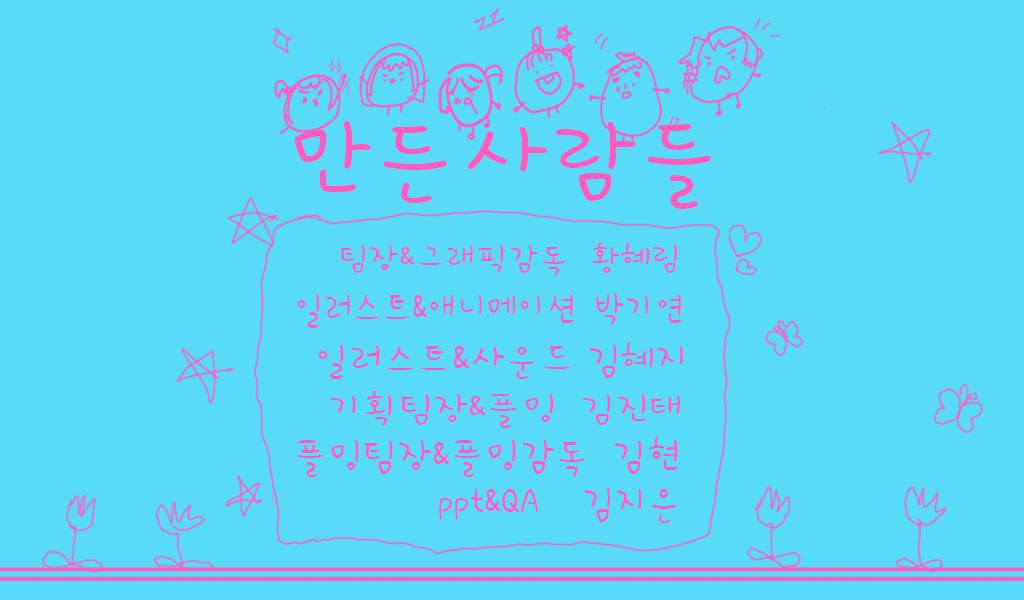 만든사람들
팀장&그래픽감독 황혜림
일러스트&애니메이션 박기연
일러스트&사운드 김혜지
기획팀장&플밍 김진태
플밍팀장&플밍감독 김현
ppt&QA 김지은